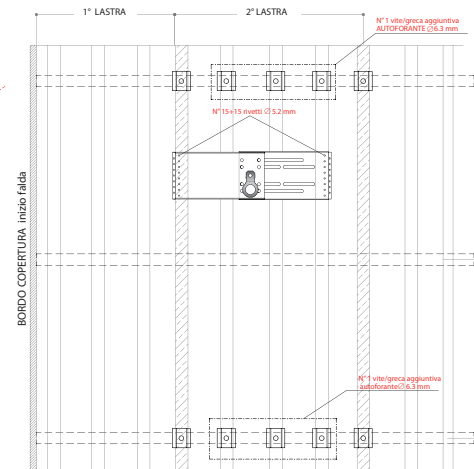 1° LASTRA
2° LASTRA
N° 1 vite/greca aggiuntiva
AUTOFORANTE ∅6.3 mm
N° 15+15 rivetti ∅ 5.2 mm
BORDO COPERTURA inizio falda
N° 1 vite/greca aggiuntiva
autoforante∅6.3 mm